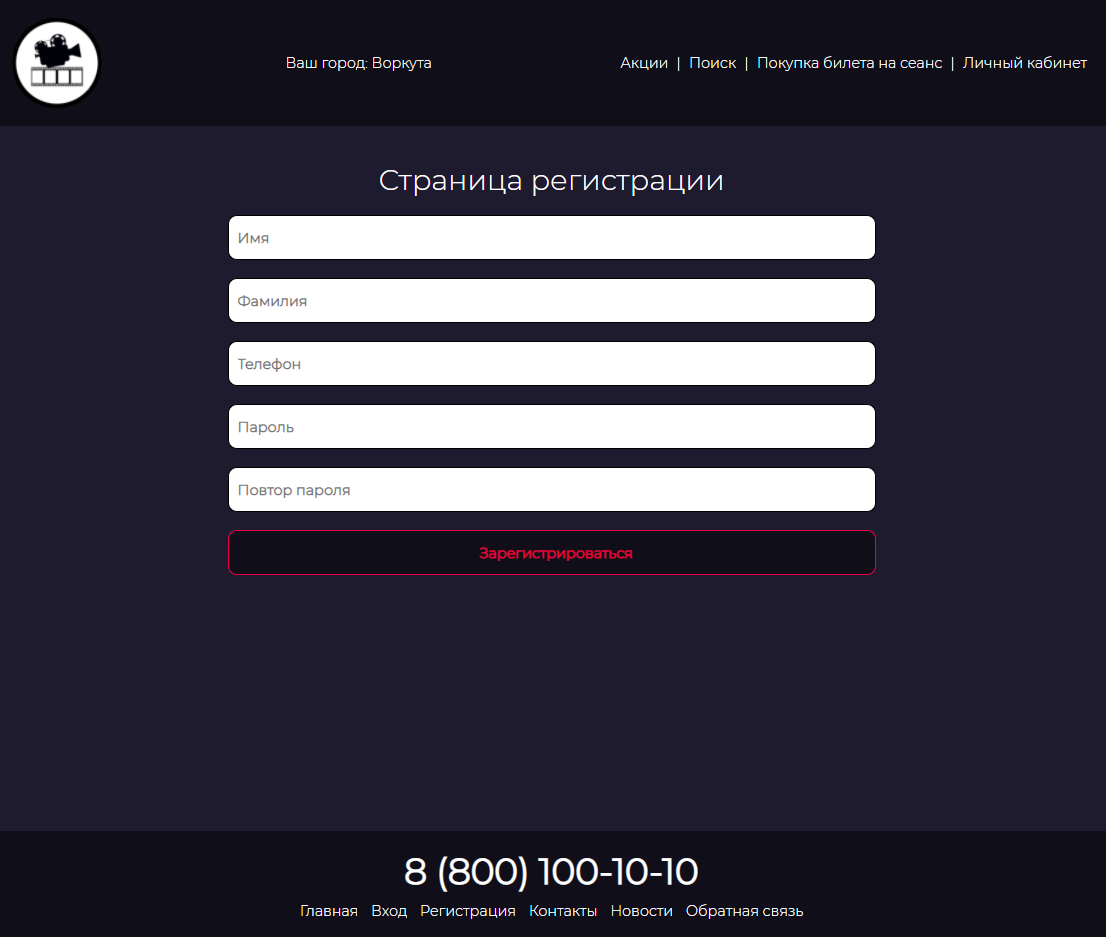 Ваш город: Воркута
Акции | Поиск | Покупка билета на сеанс | Личный кабинет
Страница регистрации
Имя
Фамилия
Телефон
Пароль
Повтор пароля
Зарегистрироваться
8 (800) 100-10-10
Главная Вход Регистрация Контакты Новости Обратная связь